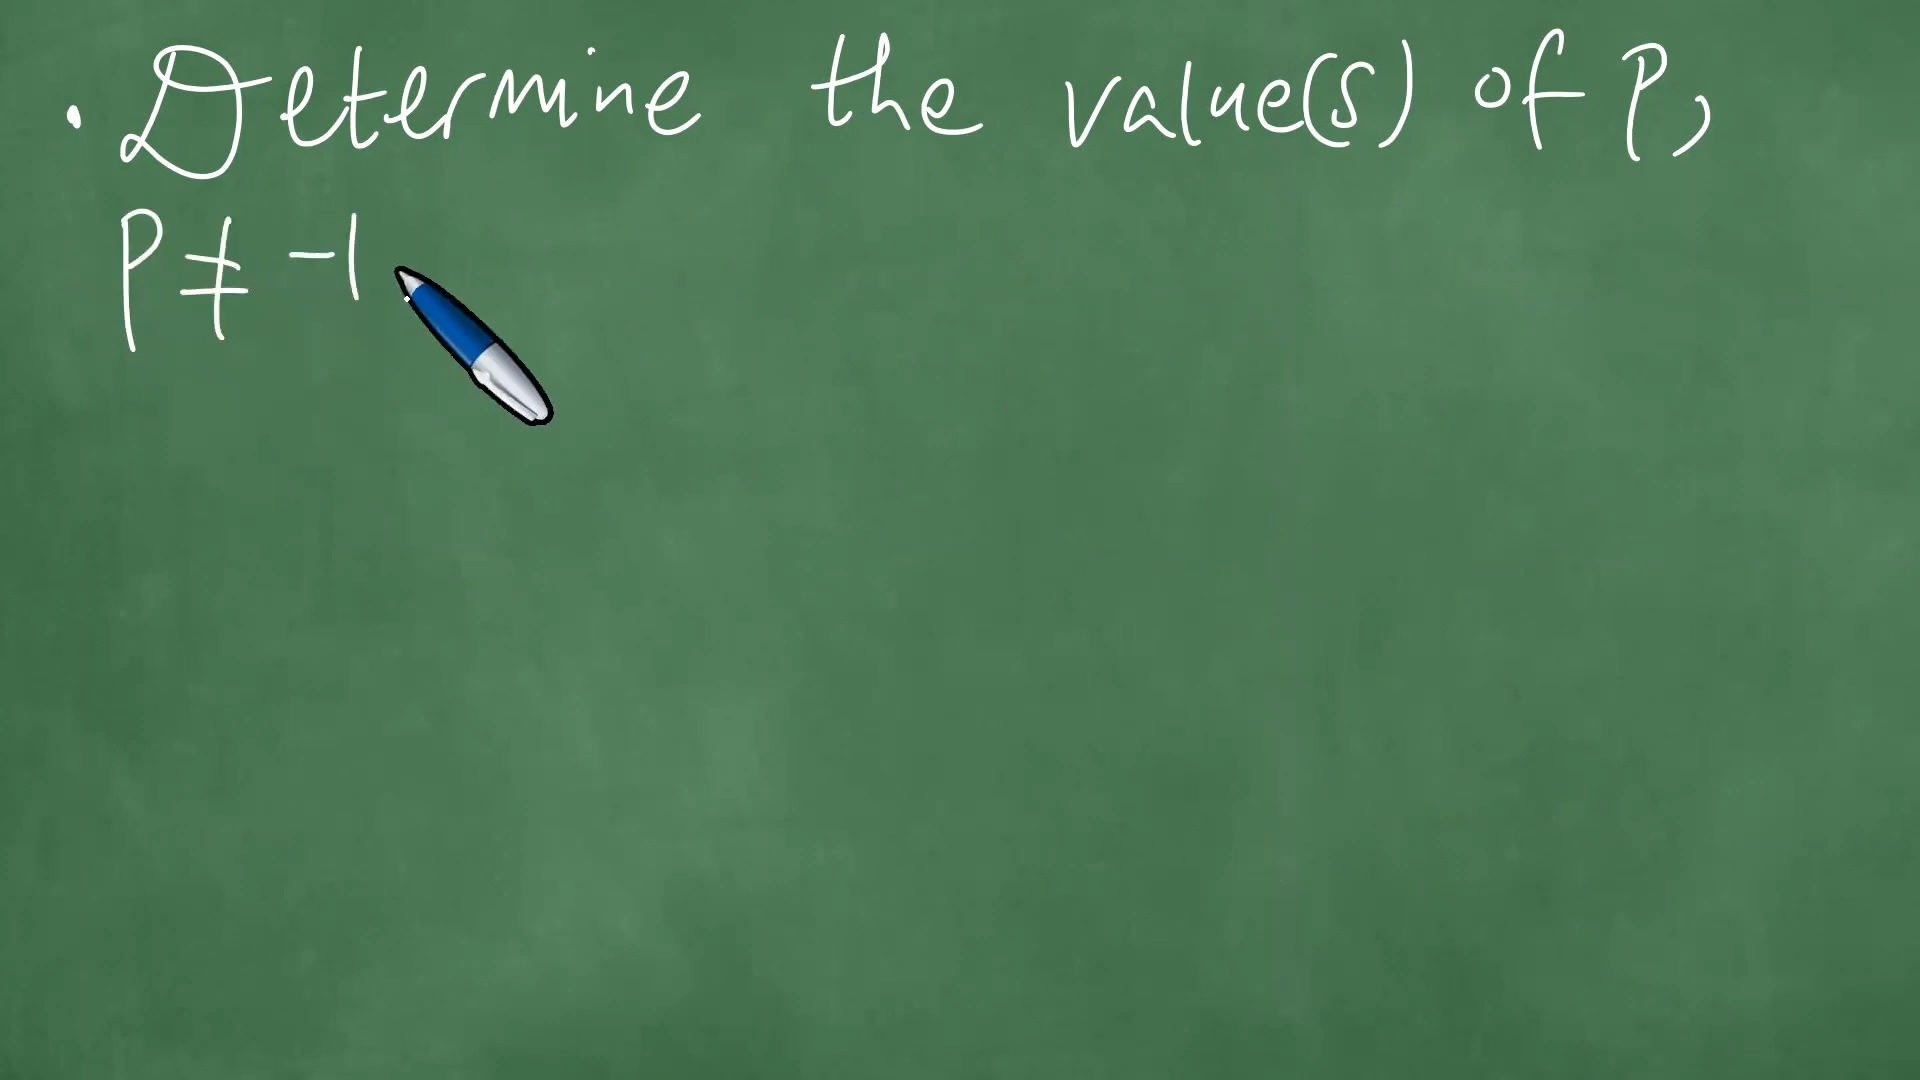 . Determine the value(s) of P,
P ≠ -1